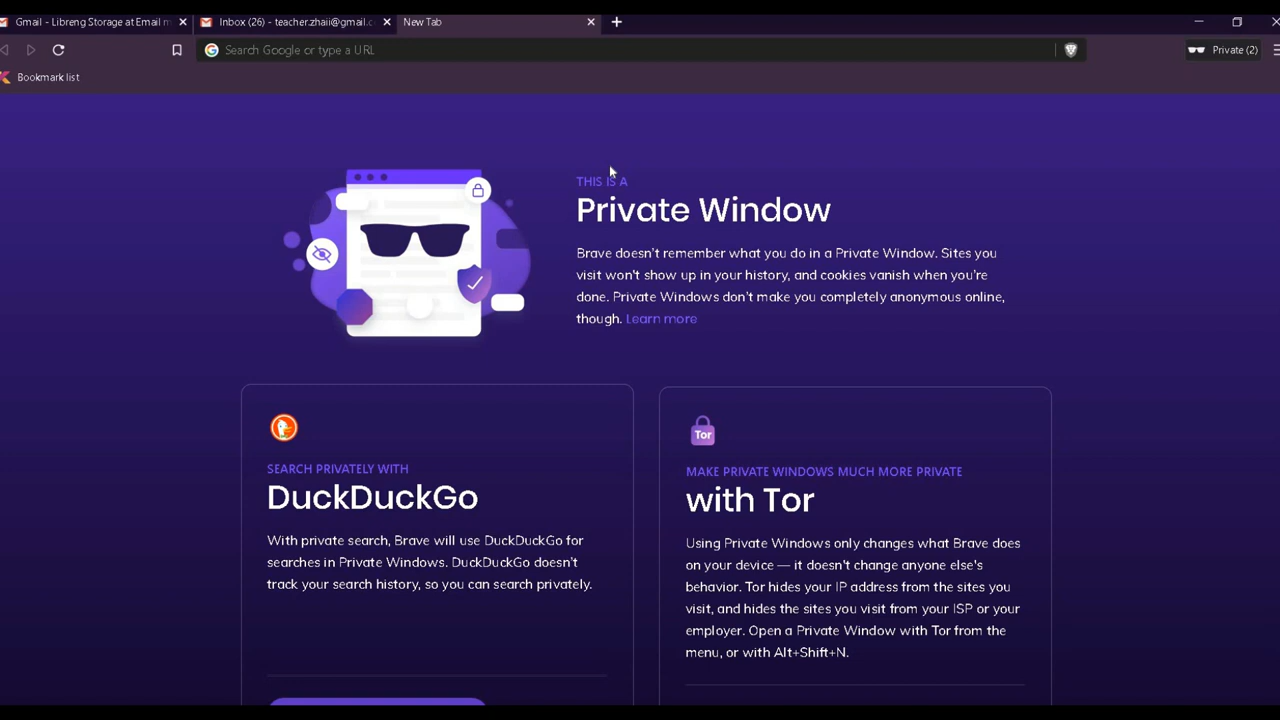 Gmail - Libreng Storage at Email m
Inbox (26) - teacher.zhaii@gmail.c
New Tab
Search Google or type a URL
Private (2)
Bookmark list
THIS IS A
Private Window
Brave doesn't remember what you do in a Private Window. Sites you
visit won't show up in your history, and cookies vanish when you're
done. Private Windows don't make you completely anonymous online,
though. Learn more
SEARCH PRIVATELY WITH
DuckDuckGo
With private search, Brave will use DuckDuckGo for
searches in Private Windows. DuckDuckGo doesn't
track your search history, so you can search privately.
Tor
MAKE PRIVATE WINDOWS MUCH MORE PRIVATE
with Tor
Using Private Windows only changes what Brave does
on your device — it doesn't change anyone else's
behavior. Tor hides your IP address from the sites you
visit, and hides the sites you visit from your ISP or your
employer. Open a Private Window with Tor from the
menu, or with Alt+Shift+N.